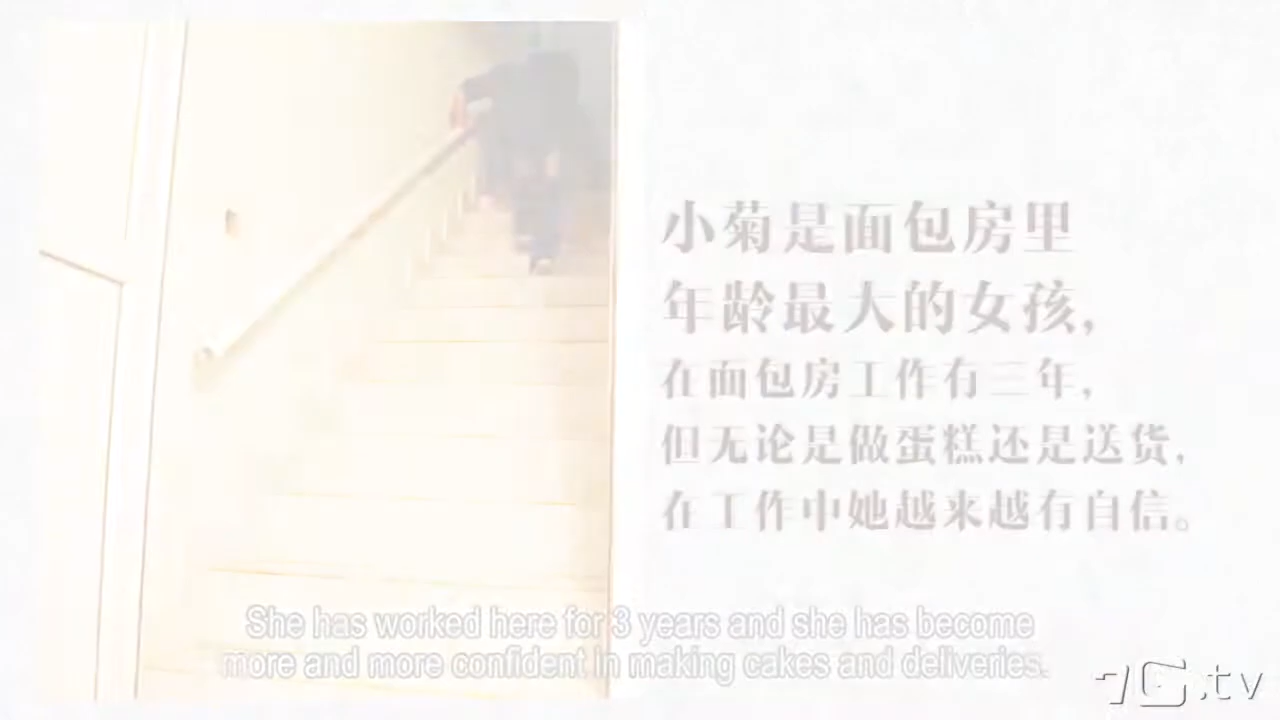 小菊是面包房里
年龄最大的女孩,
在面包房工作有三年,
但无论是做蛋糕还是送货,
在工作中她越来越有自信。
She has worked here for 3 years and she has become
more and more confident in making cakes and deliveries.
7G.tv